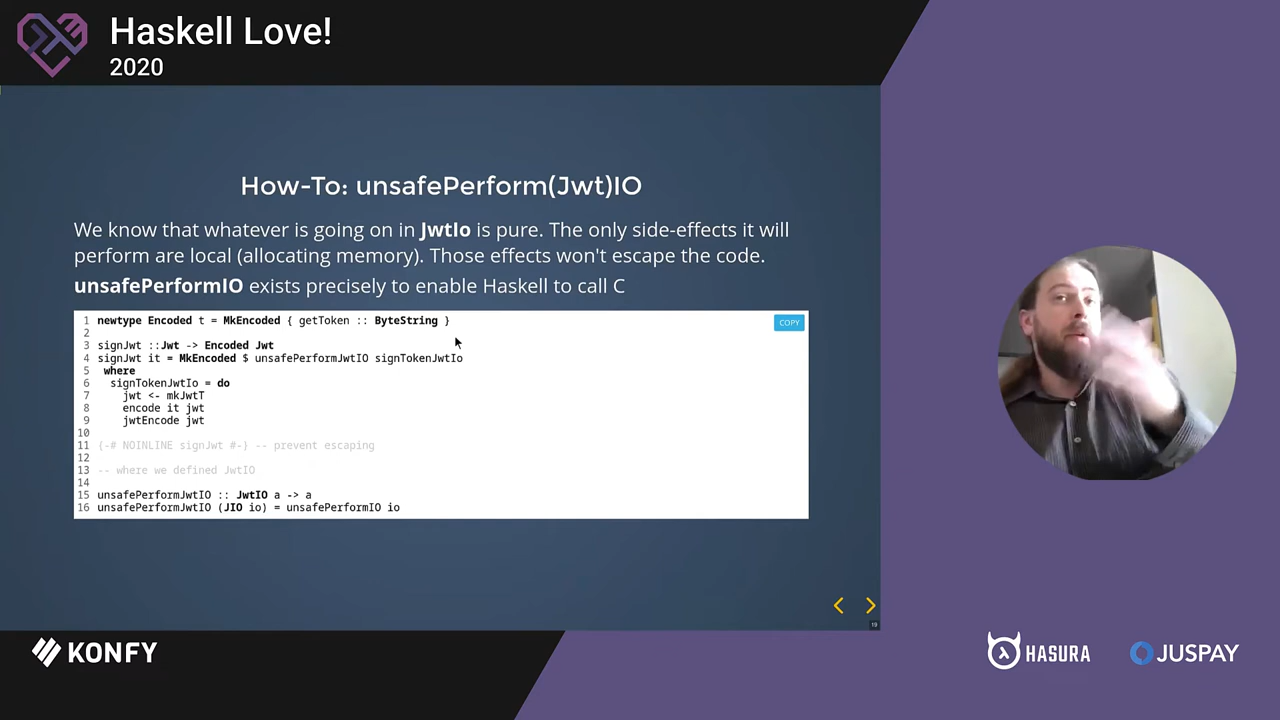 Haskell Love!
2020
How-To: unsafePerform(Jwt)IO
We know that whatever is going on in JwtIo is pure. The only side-effects it will
perform are local (allocating memory). Those effects won't escape the code.
unsafePerformIO exists precisely to enable Haskell to call C
COPY
1 newtype Encoded t = MkEncoded { getToken :: ByteString }
2
3 signJwt ::Jwt -> Encoded Jwt
4 signJwt it = MkEncoded $ unsafePerformJwtIO signTokenJwtIo
5 where
6 signTokenJwtIo = do
7 jwt <- mkJwtT
8 encode it jwt
9 jwtEncode jwt
10
11 {-# NOINLINE signJwt #-} -- prevent escaping
12
13 -- where we defined JwtIO
14
15 unsafePerformJwtIO :: JwtIO a -> a
16 unsafePerformJwtIO (JIO io) = unsafePerformIO io
19
KONFY
HASURA
JUSPAY